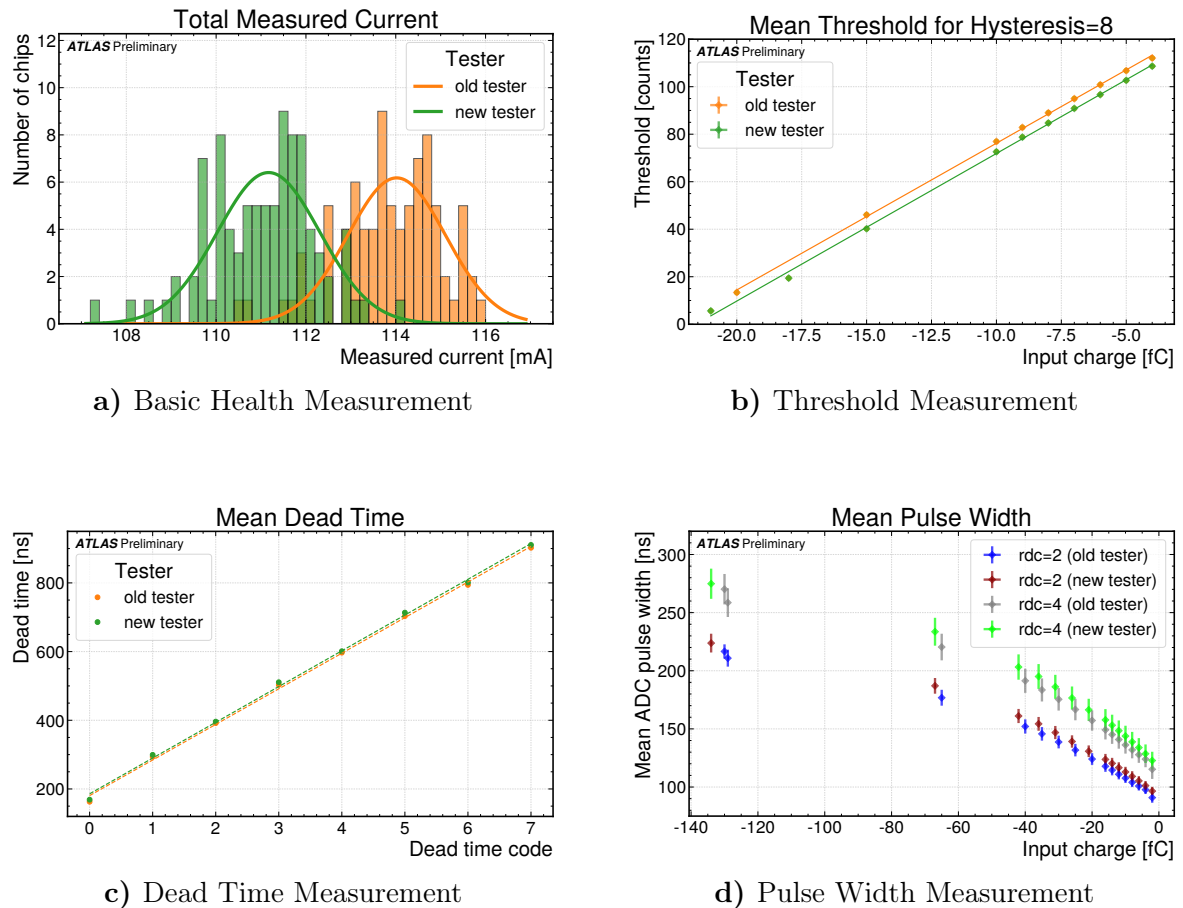 Total Measured Current
ATLAS Preliminary
Tester
old tester
new tester
Number of chips
12
10
8
6
4
2
0
108 110 112 114 116
Measured current [mA]
a) Basic Health Measurement
Mean Threshold for Hysteresis=8
ATLAS Preliminary
Tester
old tester
new tester
Threshold [counts]
120
100
80
60
40
20
0
-20.0 -17.5 -15.0 -12.5 -10.0 -7.5 -5.0
Input charge [fC]
b) Threshold Measurement
Mean Dead Time
ATLAS Preliminary
Tester
old tester
new tester
Dead time [ns]
800
600
400
200
0 1 2 3 4 5 6 7
Dead time code
c) Dead Time Measurement
Mean Pulse Width
ATLAS Preliminary
rdc=2 (old tester)
rdc=2 (new tester)
rdc=4 (old tester)
rdc=4 (new tester)
Mean ADC pulse width [ns]
300
250
200
150
100
-140 -120 -100 -80 -60 -40 -20 0
Input charge [fC]
d) Pulse Width Measurement